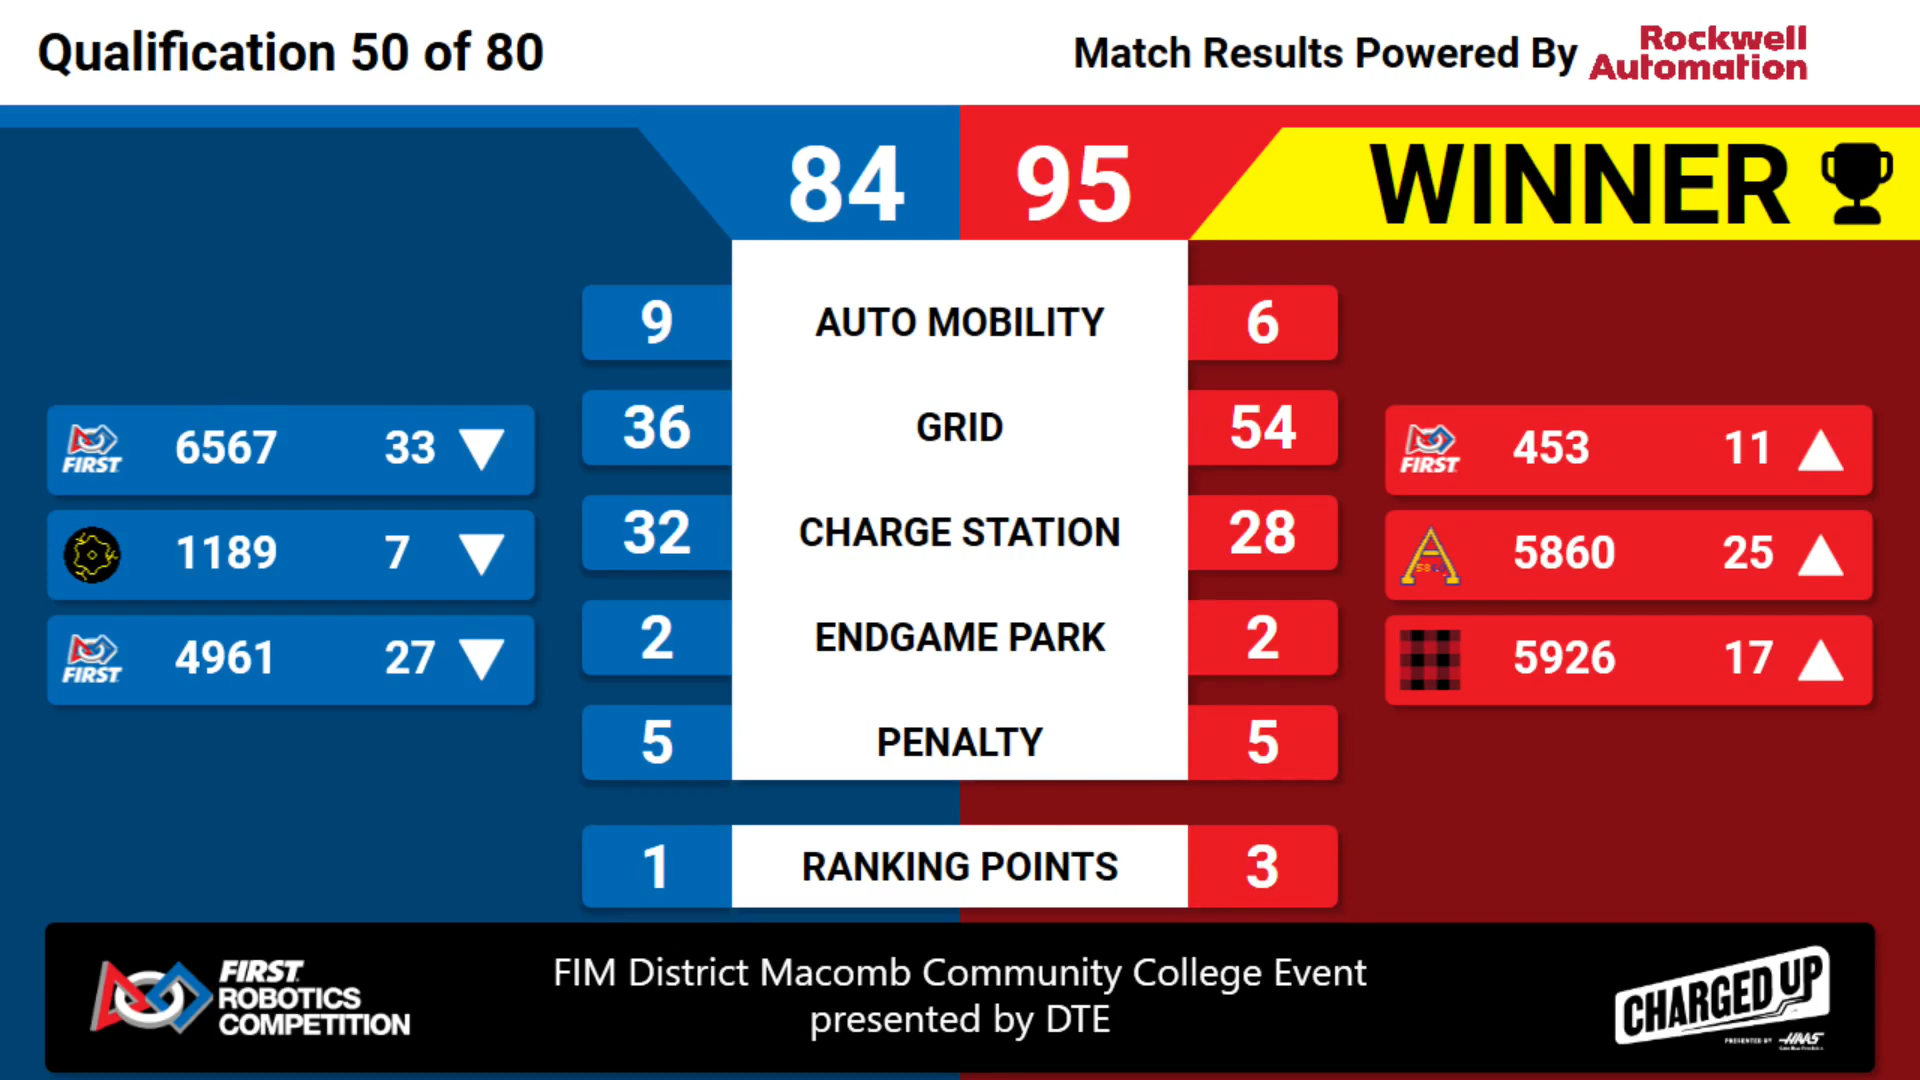 Qualification 50 of 80
Match Results Powered By
Rockwell
Automation
84 95 WINNER
9 AUTO MOBILITY 6
36 GRID 54
FIRST 6567 33
FIRST 453 11
32 CHARGE STATION 28
1189 7
5860 25
2 ENDGAME PARK 2
FIRST 4961 27
5926 17
5 PENALTY 5
1 RANKING POINTS 3
FIRST
ROBOTICS
COMPETITION
FIM District Macomb Community College Event
presented by DTE
CHARGED UP
PRESENTED BY HAAS